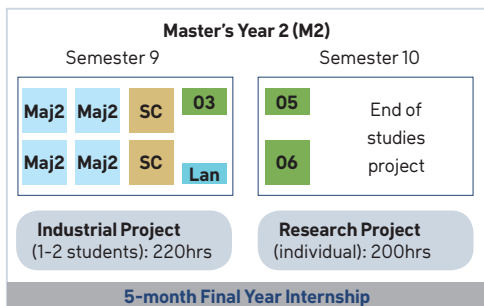 Master's Year 2 (M2)
Semester 9
Semester 10
Maj2 Maj2 SC 03
Maj2 Maj2 SC Lan
05
06
End of
studies
project
Industrial Project
(1-2 students): 220hrs
Research Project
(individual): 200hrs
5-month Final Year Internship